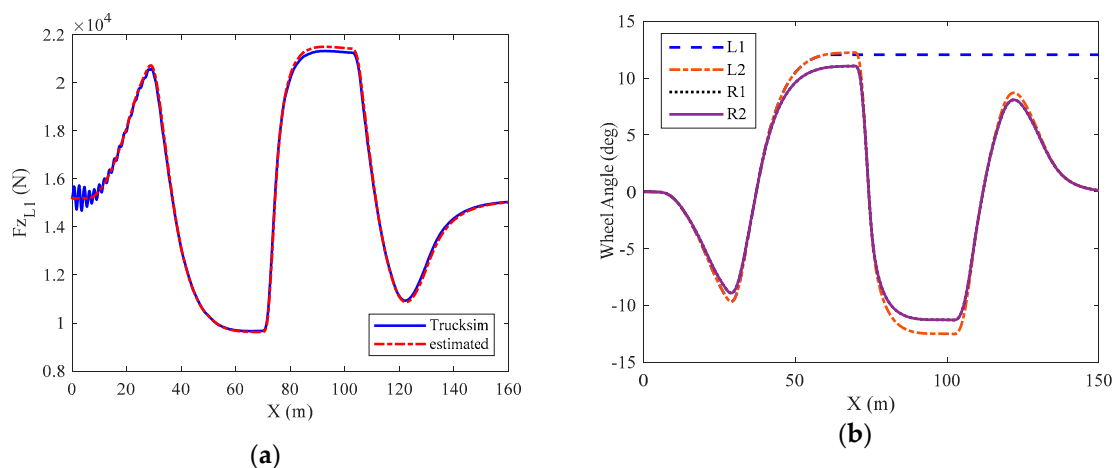 ×10⁴
2.2
2.0
1.8
1.6
1.4
1.2
1.0
0.8
Fz_L1 (N)
0 20 40 60 80 100 120 140 160
X (m)
Trucksim
estimated
(a)
15
10
5
0
-5
-10
-15
Wheel Angle (deg)
L1
L2
R1
R2
0 50 100 150
X (m)
(b)